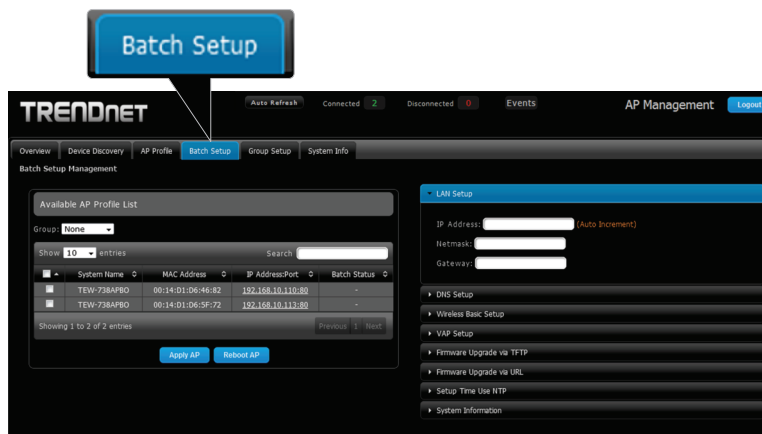 Batch Setup
TRENDnET
Auto Refresh Connected 2 Disconnected 0 Events AP Management Logout
Overview Device Discovery AP Profile Batch Setup Group Setup System Info
Batch Setup Management
Available AP Profile List
Group: None
Show 10 entries Search
System Name MAC Address IP Address:Port Batch Status
TEW-738APBO 00:14:D1:D6:46:82 192.168.10.110:80 -
TEW-738APBO 00:14:D1:D6:5F:72 192.168.10.113:80 -
Showing 1 to 2 of 2 entries Previous 1 Next
Apply AP Reboot AP
LAN Setup
IP Address: (Auto Increment)
Netmask:
Gateway:
DNS Setup
Wireless Basic Setup
VAP Setup
Firmware Upgrade via TFTP
Firmware Upgrade via URL
Setup Time Use NTP
System Information